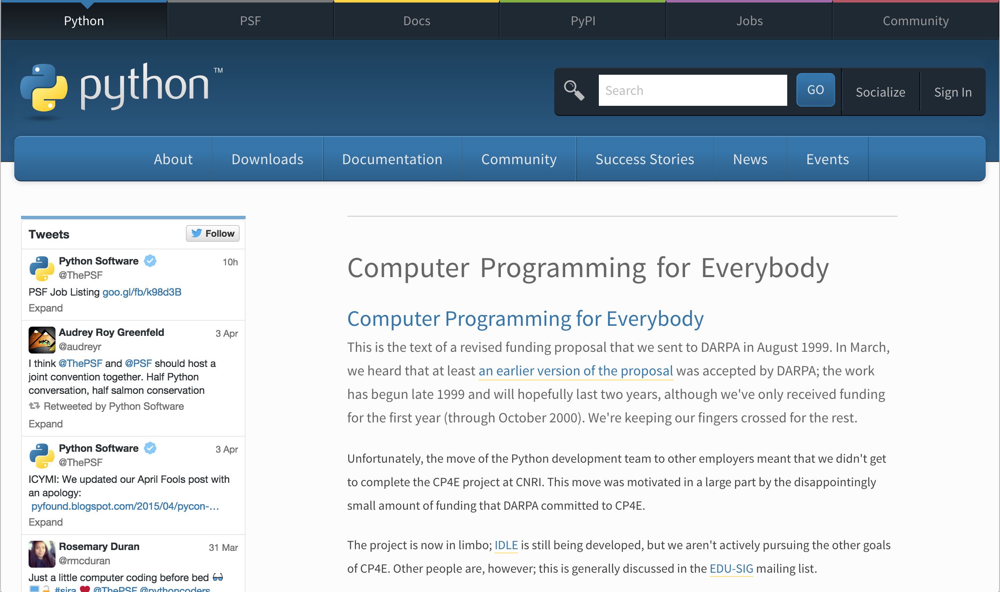 Python
PSF
Docs
PyPI
Jobs
Community
python™
Search
GO
Socialize
Sign In
About
Downloads
Documentation
Community
Success Stories
News
Events
Tweets
Follow
Python Software
10h
@ThePSF
PSF Job Listing goo.gl/fb/k98d3B
Expand
Audrey Roy Greenfeld
3 Apr
@audreyr
I think @ThePSF and @PSF should host a
joint convention together. Half Python
conversation, half salmon conservation
Retweeted by Python Software
Expand
Python Software
3 Apr
@ThePSF
ICYMI: We updated our April Fools post with
an apology:
pyfound.blogspot.com/2015/04/pycon-…
Expand
Rosemary Duran
31 Mar
@rmcduran
Just a little computer coding before bed 👓
💻🔓 #sira ❤ @ThePSF @pythoncoders
Computer Programming for Everybody
Computer Programming for Everybody
This is the text of a revised funding proposal that we sent to DARPA in August 1999. In March,
we heard that at least an earlier version of the proposal was accepted by DARPA; the work
has begun late 1999 and will hopefully last two years, although we've only received funding
for the first year (through October 2000). We're keeping our fingers crossed for the rest.
Unfortunately, the move of the Python development team to other employers meant that we didn't get
to complete the CP4E project at CNRI. This move was motivated in a large part by the disappointingly
small amount of funding that DARPA committed to CP4E.
The project is now in limbo; IDLE is still being developed, but we aren't actively pursuing the other goals
of CP4E. Other people are, however; this is generally discussed in the EDU-SIG mailing list.